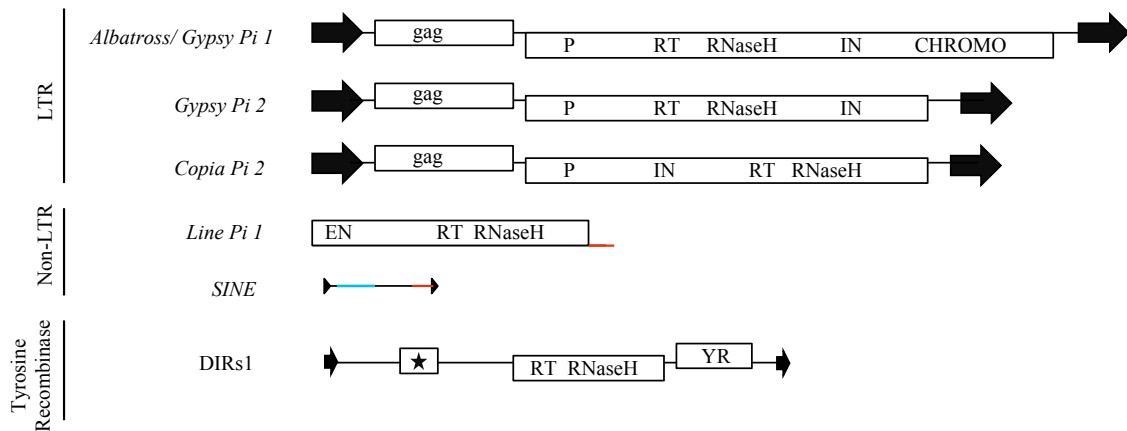 LTR
Albatross/ Gypsy Pi 1
gag
P RT RNaseH IN CHROMO
Gypsy Pi 2
gag
P RT RNaseH IN
Copia Pi 2
gag
P IN RT RNaseH
Non-LTR
Line Pi 1
EN RT RNaseH
SINE
Tyrosine
Recombinase
DIRs1
RT RNaseH
YR